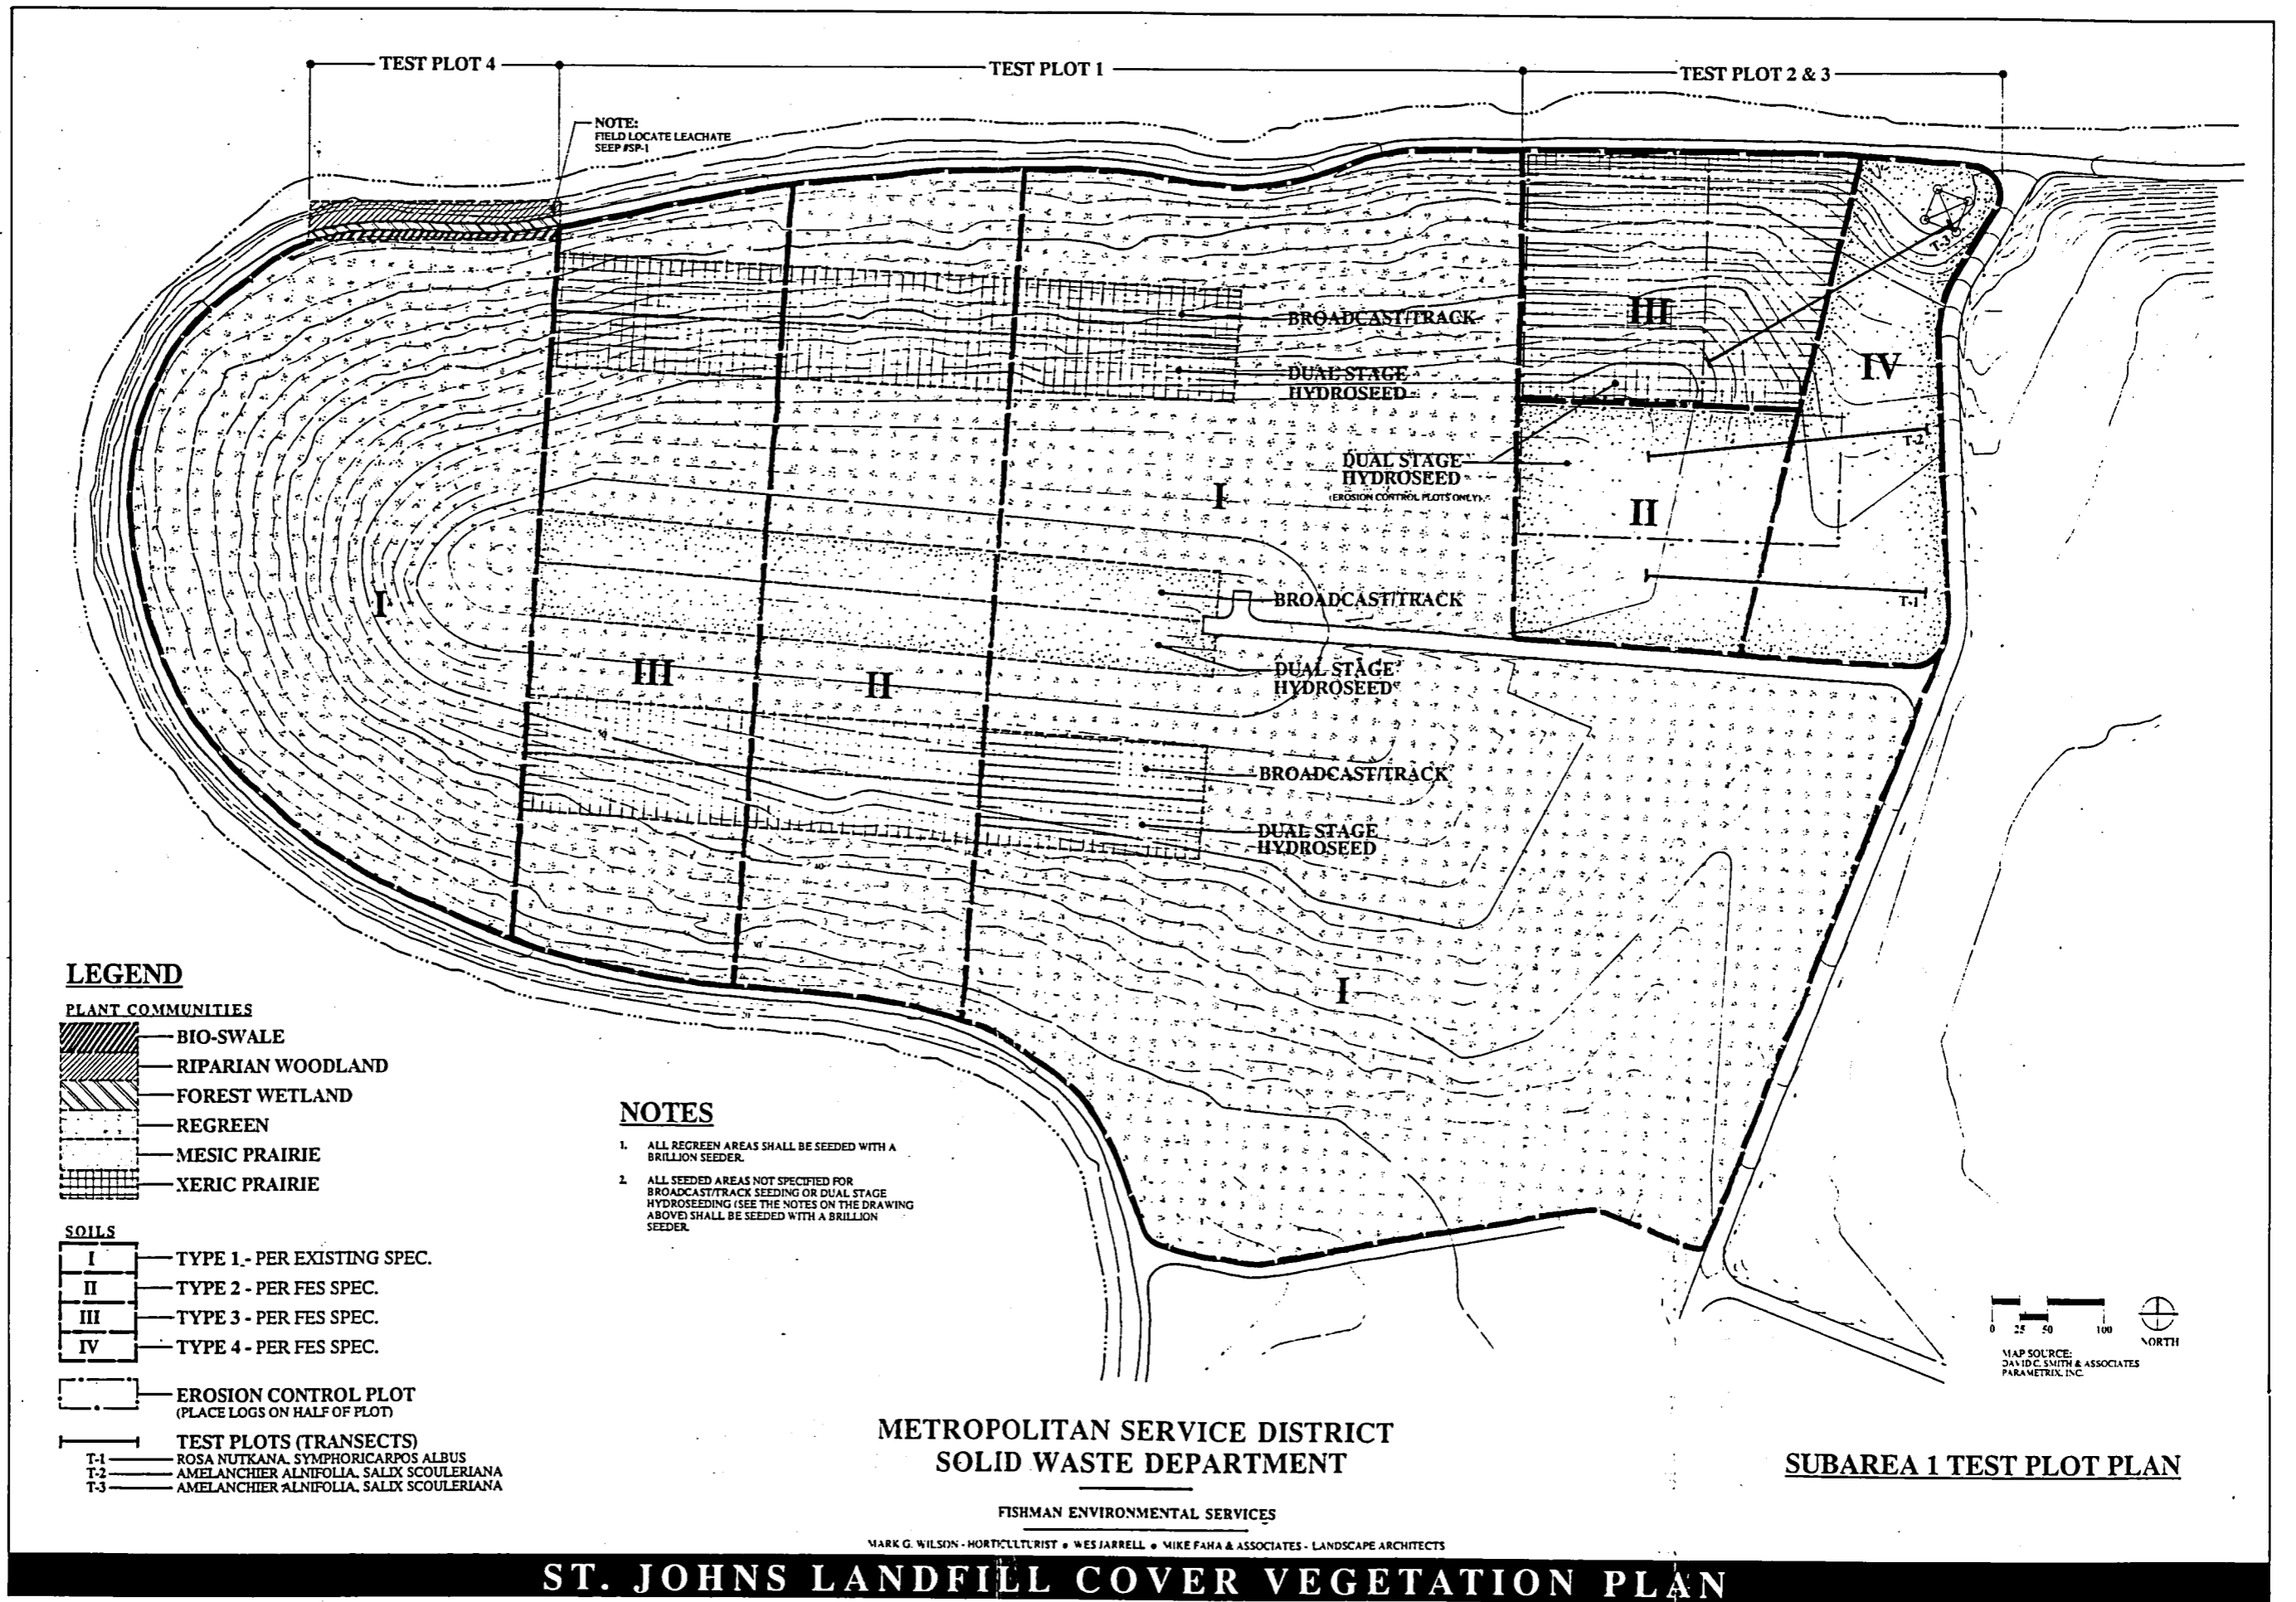 TEST PLOT 4
TEST PLOT 1
TEST PLOT 2 & 3
NOTE:
FIELD LOCATE LEACHATE
SEEP #SP-1
T-3
III
BROADCAST/TRACK
IV
DUAL STAGE
HYDROSEED
T-2
DUAL STAGE
HYDROSEED
(EROSION CONTROL PLOTS ONLY)
I
II
I
BROADCAST/TRACK
T-1
III
II
DUAL STAGE
HYDROSEED
BROADCAST/TRACK
DUAL STAGE
HYDROSEED
I
20
LEGEND
PLANT COMMUNITIES
BIO-SWALE
RIPARIAN WOODLAND
FOREST WETLAND
REGREEN
MESIC PRAIRIE
XERIC PRAIRIE
SOILS
I TYPE 1 - PER EXISTING SPEC.
II TYPE 2 - PER FES SPEC.
III TYPE 3 - PER FES SPEC.
IV TYPE 4 - PER FES SPEC.
EROSION CONTROL PLOT
(PLACE LOGS ON HALF OF PLOT)
TEST PLOTS (TRANSECTS)
T-1 ROSA NUTKANA, SYMPHORICARPOS ALBUS
T-2 AMELANCHIER ALNIFOLIA, SALIX SCOULERIANA
T-3 AMELANCHIER ALNIFOLIA, SALIX SCOULERIANA
NOTES
1. ALL REGREEN AREAS SHALL BE SEEDED WITH A
BRILLION SEEDER.
2. ALL SEEDED AREAS NOT SPECIFIED FOR
BROADCAST/TRACK SEEDING OR DUAL STAGE
HYDROSEEDING (SEE THE NOTES ON THE DRAWING
ABOVE) SHALL BE SEEDED WITH A BRILLION
SEEDER.
0 25 50 100
NORTH
MAP SOURCE:
DAVID C. SMITH & ASSOCIATES
PARAMETRIX, INC.
METROPOLITAN SERVICE DISTRICT
SOLID WASTE DEPARTMENT
SUBAREA 1 TEST PLOT PLAN
FISHMAN ENVIRONMENTAL SERVICES
MARK G. WILSON - HORTICULTURIST • WES JARRELL • MIKE FAHA & ASSOCIATES - LANDSCAPE ARCHITECTS
ST. JOHNS LANDFILL COVER VEGETATION PLAN